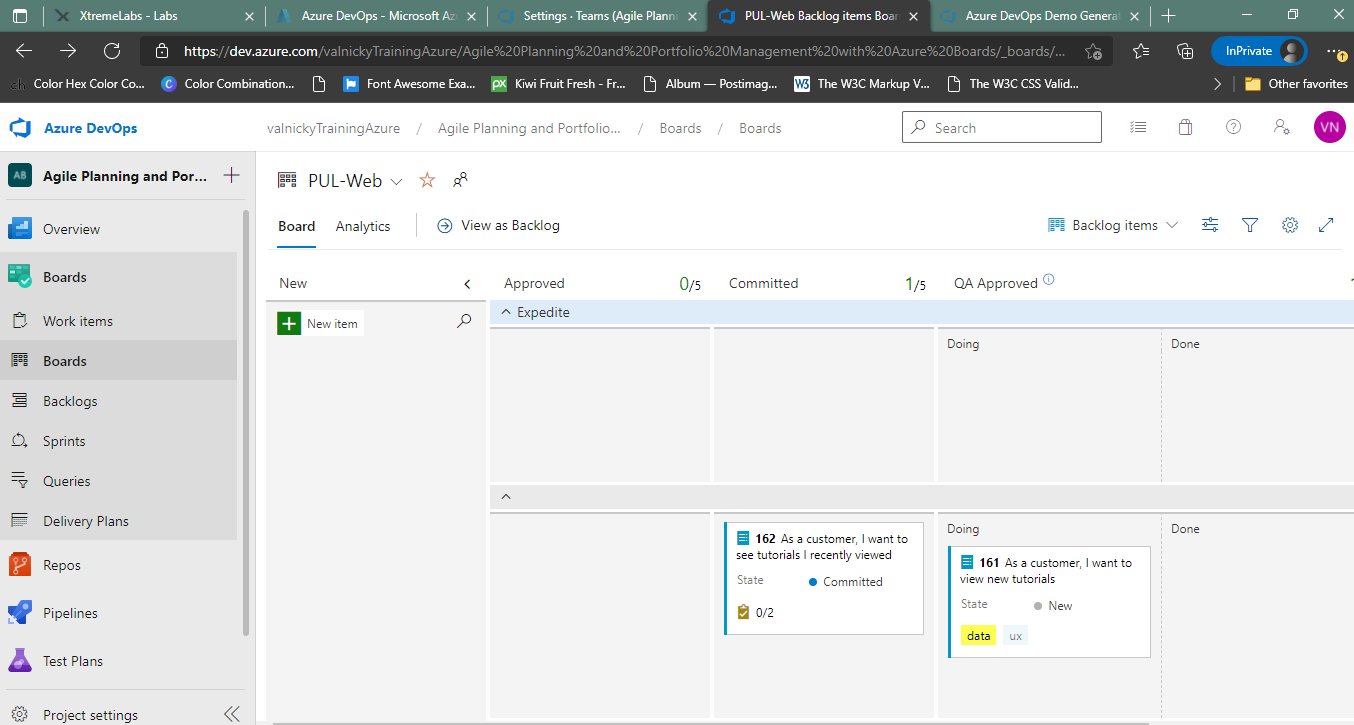 XtremeLabs - Labs
Azure DevOps - Microsoft Az
Settings · Teams (Agile Planni
PUL-Web Backlog items Boar
Azure DevOps Demo Genera
https://dev.azure.com/valnickyTrainingAzure/Agile%20Planning%20and%20Portfolio%20Management%20with%20Azure%20Boards/_boards/...
InPrivate
ch Color Hex Color Co...
C Color Combination...
Font Awesome Exa...
px Kiwi Fruit Fresh - Fr...
Album — Postimag...
W3 The W3C Markup V...
The W3C CSS Valid...
Other favorites
Azure DevOps
valnickyTrainingAzure / Agile Planning and Portfolio... / Boards / Boards
Search
VN
AB Agile Planning and Por...
Overview
Boards
Work items
Boards
Backlogs
Sprints
Queries
Delivery Plans
Repos
Pipelines
Test Plans
Project settings
PUL-Web
Board Analytics View as Backlog
Backlog items
New
Approved 0/5
Committed 1/5
QA Approved
New item
Expedite
Doing Done
162 As a customer, I want to
see tutorials I recently viewed
State Committed
0/2
Doing Done
161 As a customer, I want to
view new tutorials
State New
data ux